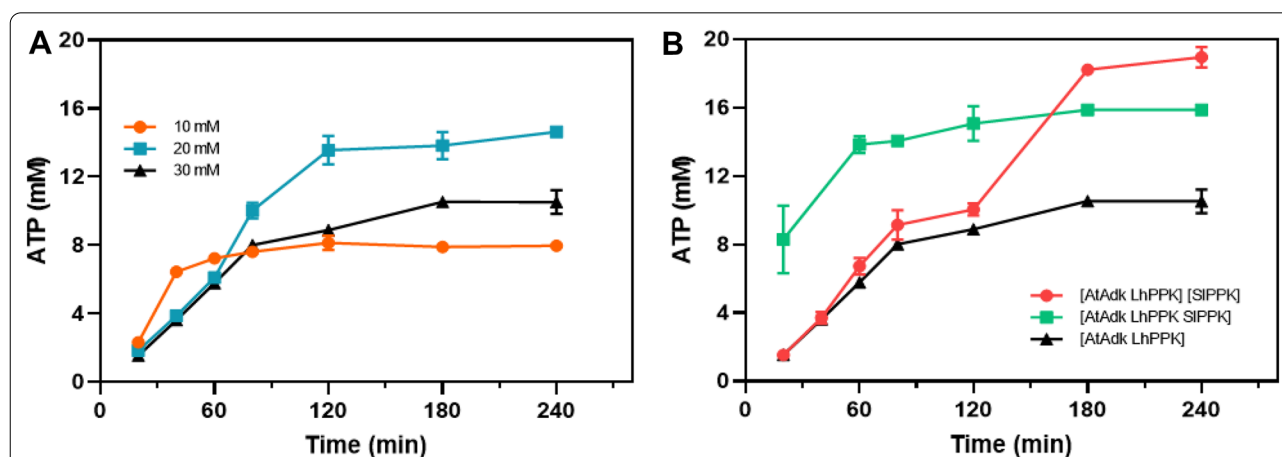 A
20
16
12
8
4
0
ATP (mM)
10 mM
20 mM
30 mM
0 60 120 180 240
Time (min)
B
20
16
12
8
4
0
ATP (mM)
[AtAdk LhPPK] [SlPPK]
[AtAdk LhPPK SlPPK]
[AtAdk LhPPK]
0 60 120 180 240
Time (min)